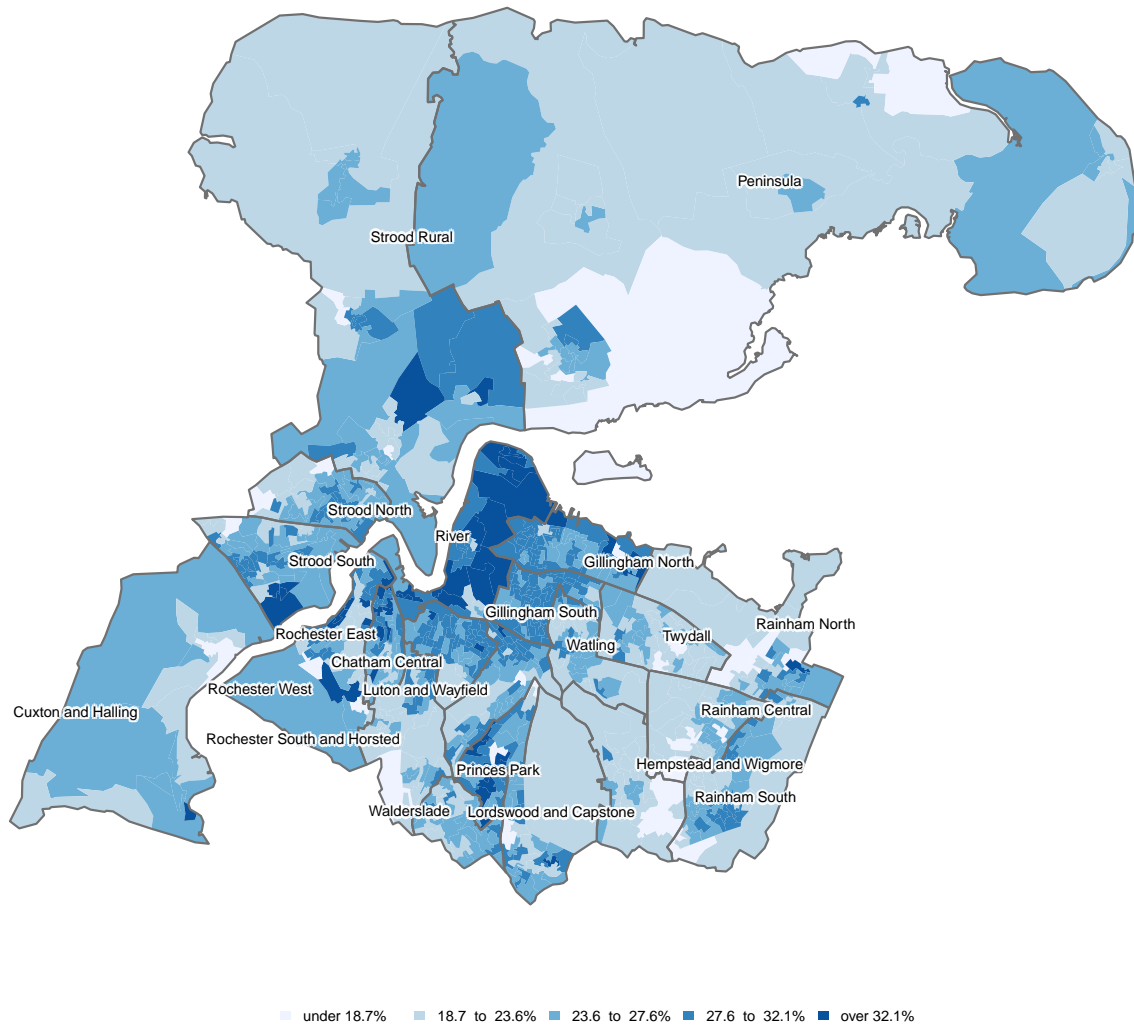 Peninsula
Strood Rural
Strood North
River
Strood South
Gillingham North
Gillingham South
Rainham North
Rochester East
Twydall
Watling
Chatham Central
Rochester West
Luton and Wayfield
Cuxton and Halling
Rainham Central
Rochester South and Horsted
Hempstead and Wigmore
Princes Park
Rainham South
Walderslade
Lordswood and Capstone
under 18.7% 18.7 to 23.6% 23.6 to 27.6% 27.6 to 32.1% over 32.1%